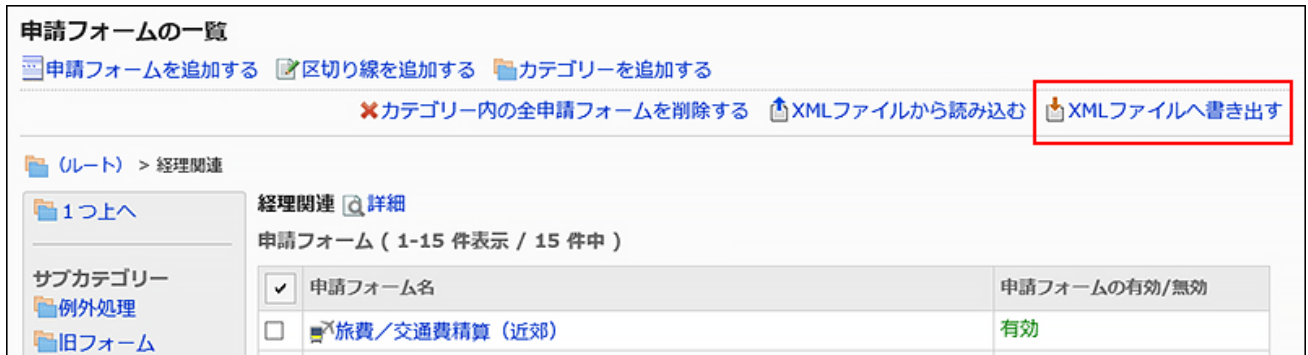 申請フォームの一覧
申請フォームを追加する 区切り線を追加する カテゴリーを追加する
カテゴリー内の全申請フォームを削除する XMLファイルから読み込む XMLファイルへ書き出す
（ルート） > 経理関連
1つ上へ
サブカテゴリー
例外処理
旧フォーム
経理関連 詳細
申請フォーム ( 1-15 件表示 / 15 件中 )
申請フォーム名 申請フォームの有効/無効
旅費／交通費精算（近郊） 有効